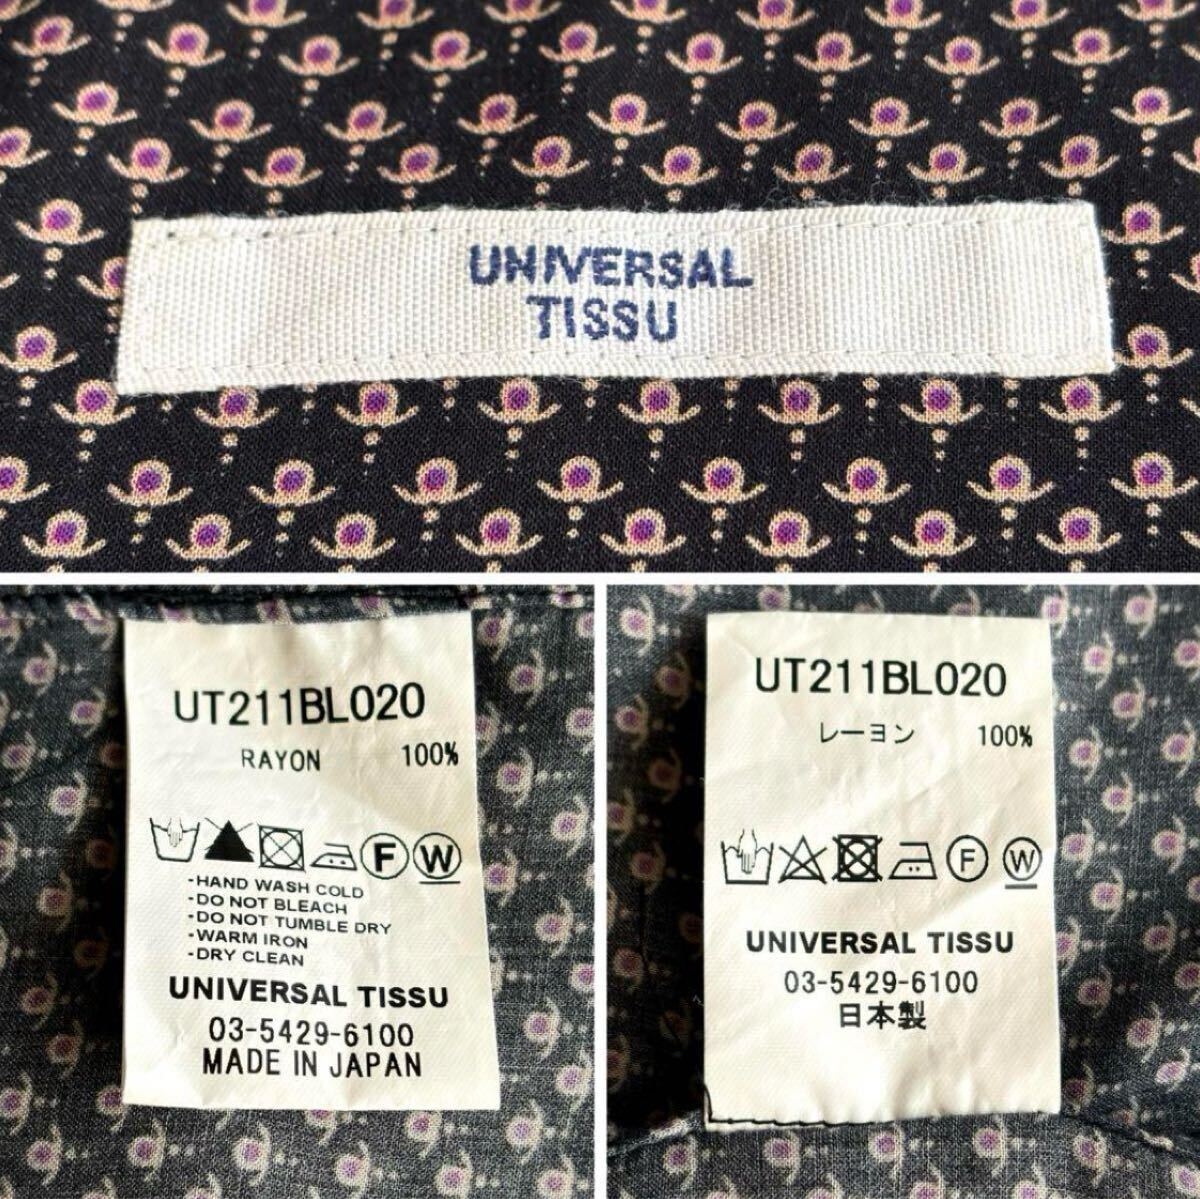 UNIVERSAL
TISSU
UT211BL020
RAYON 100%
F W
-HAND WASH COLD
-DO NOT BLEACH
-DO NOT TUMBLE DRY
-WARM IRON
-DRY CLEAN
UNIVERSAL TISSU
03-5429-6100
MADE IN JAPAN
UT211BL020
レーヨン 100%
F W
UNIVERSAL TISSU
03-5429-6100
日本製